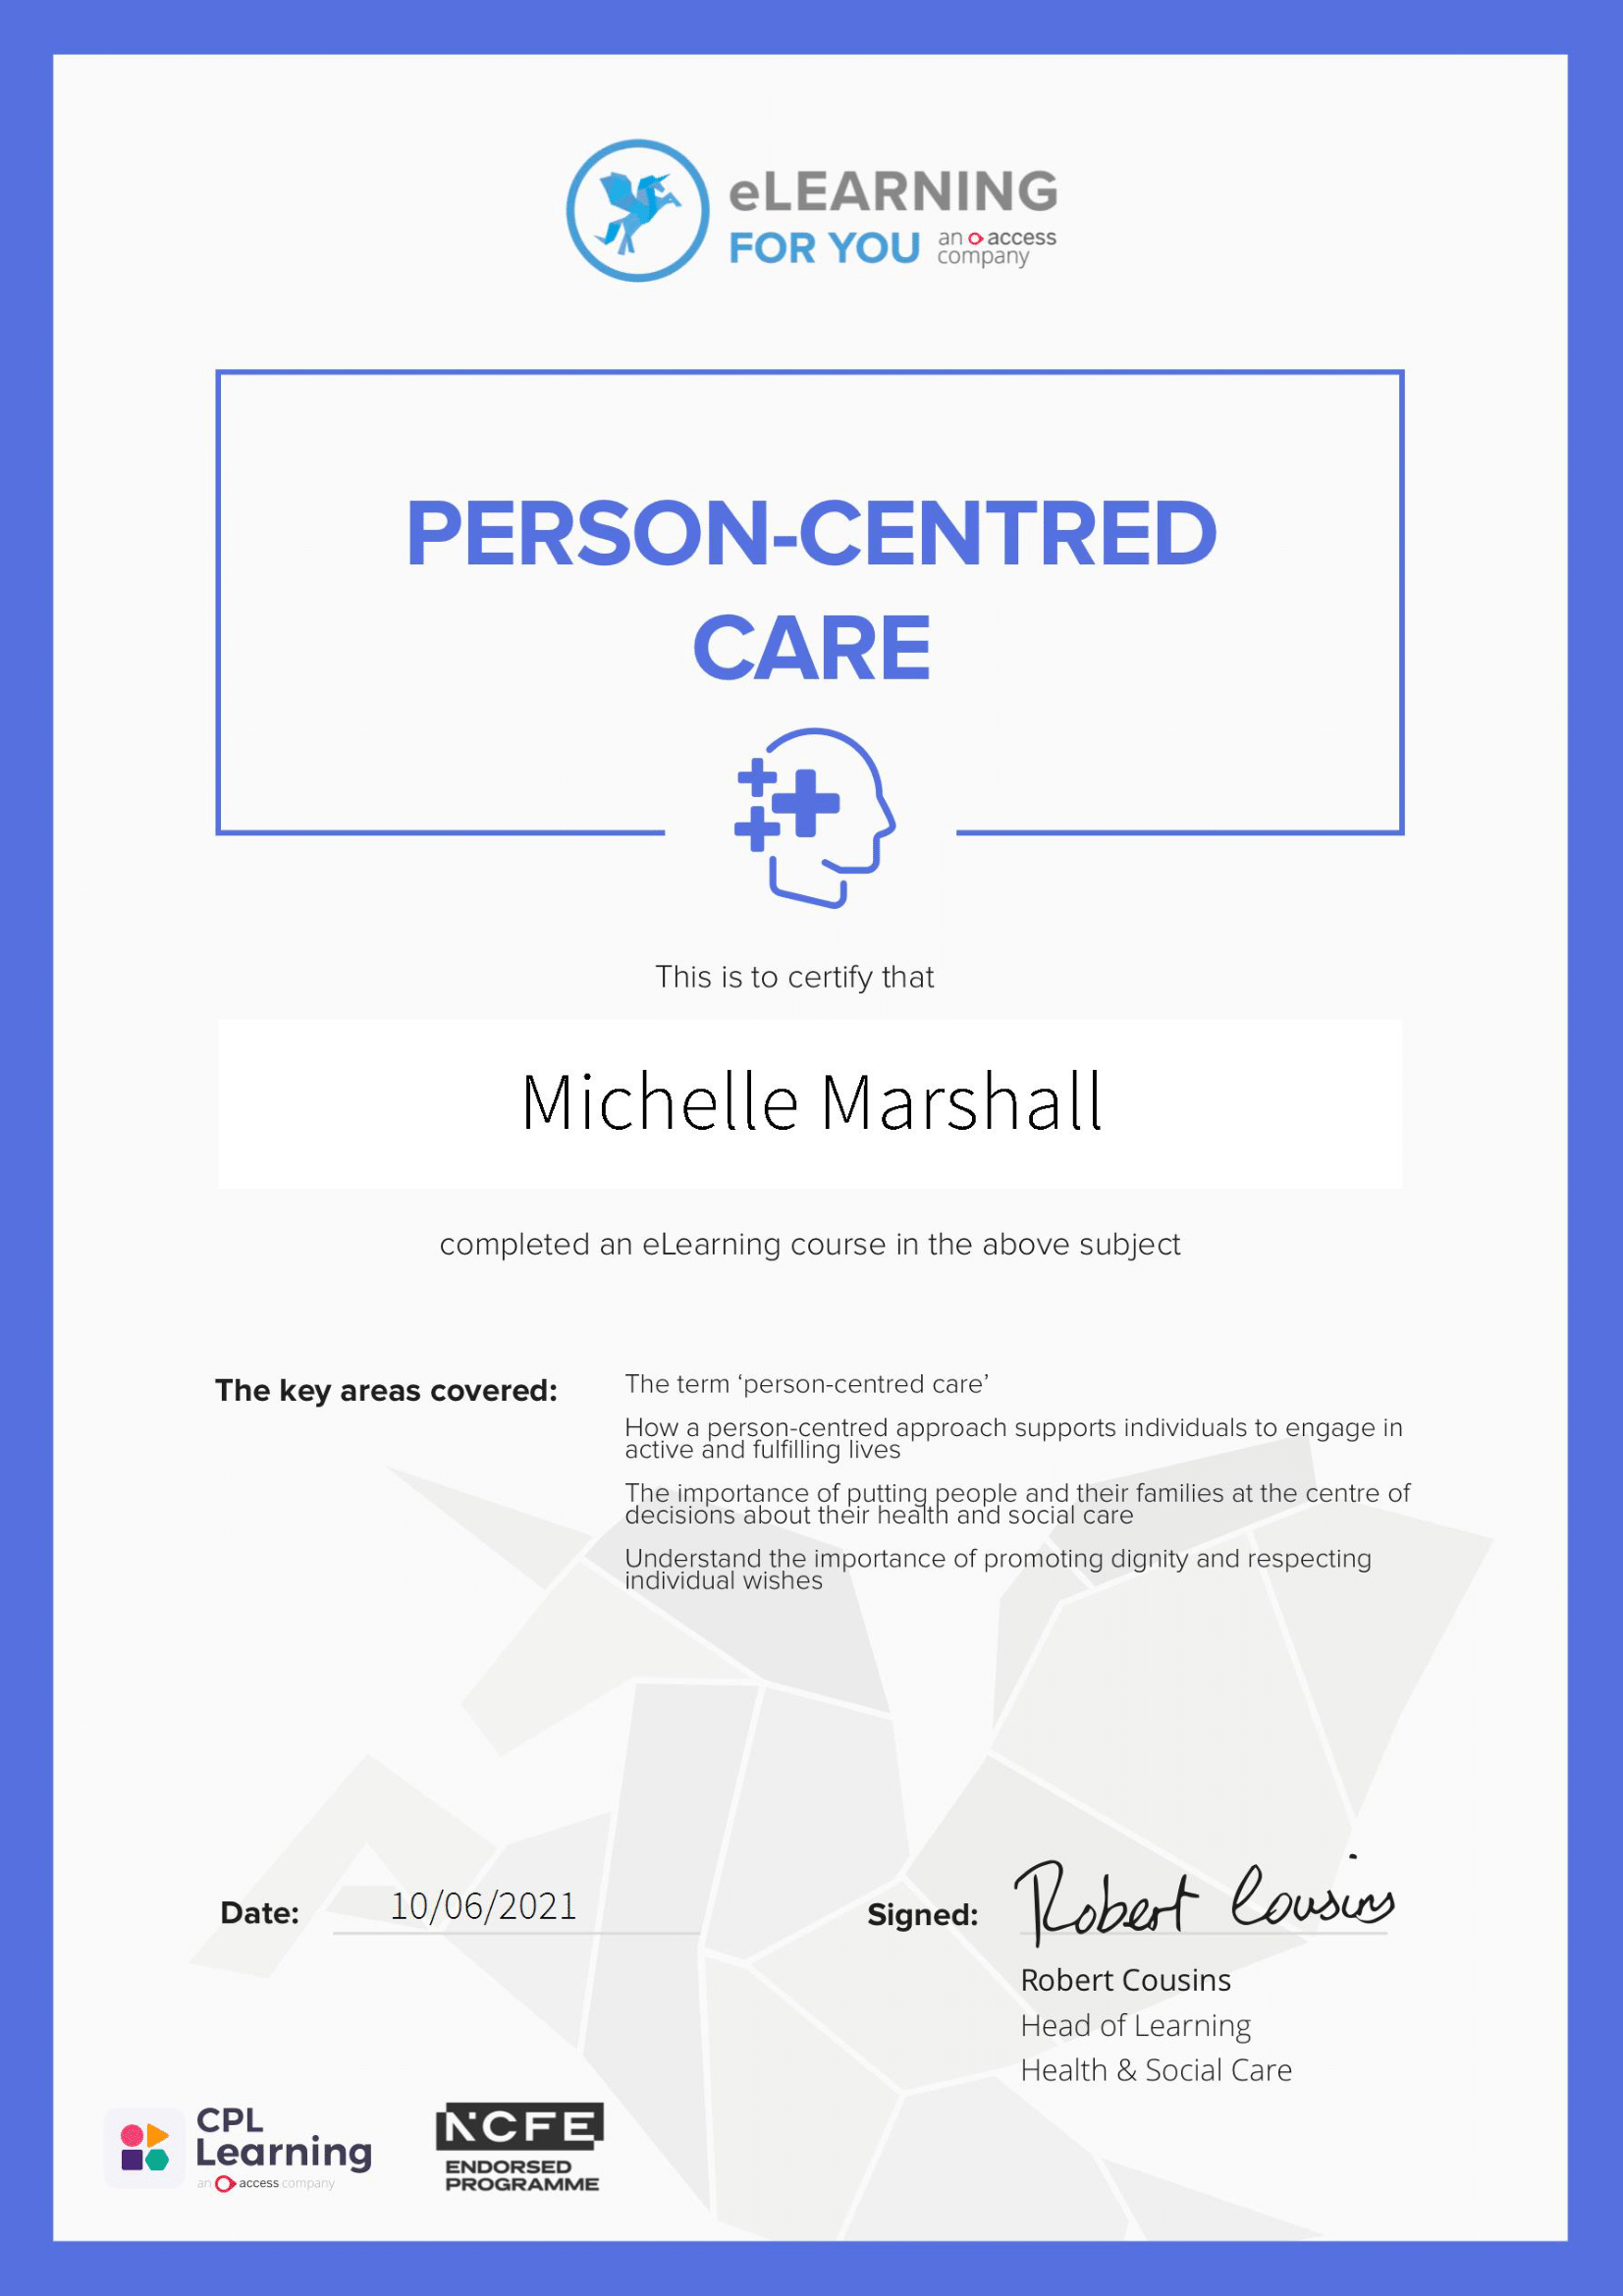 eLEARNING
FOR YOU an access company
PERSON-CENTRED
CARE
This is to certify that
Michelle Marshall
completed an eLearning course in the above subject
The key areas covered:
The term ‘person-centred care’
How a person-centred approach supports individuals to engage in
active and fulfilling lives
The importance of putting people and their families at the centre of
decisions about their health and social care
Understand the importance of promoting dignity and respecting
individual wishes
Date: 10/06/2021
Signed: Robert Cousins
Robert Cousins
Head of Learning
Health & Social Care
CPL
Learning
an access company
NCFE
ENDORSED
PROGRAMME